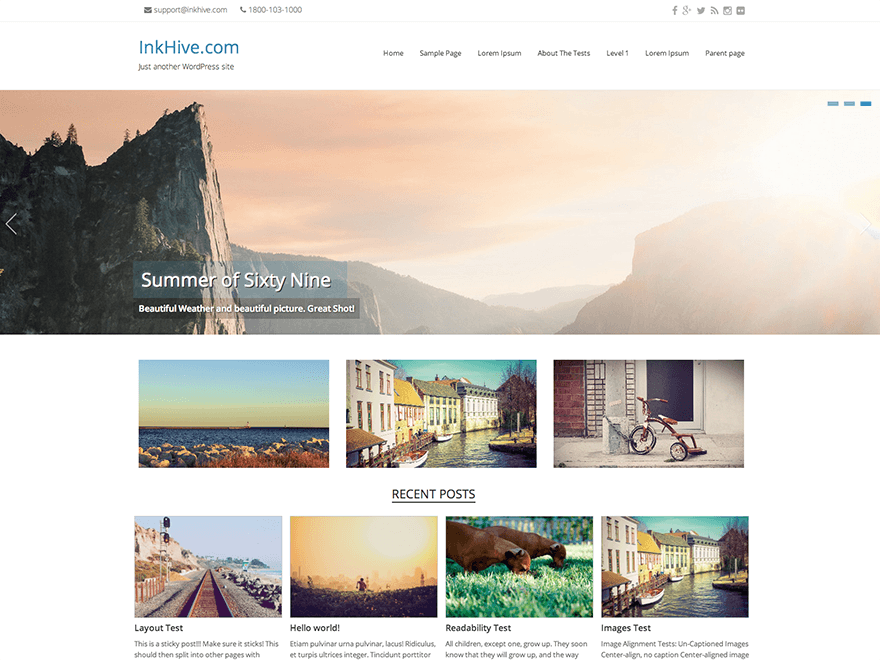 support@inkhive.com 1800-103-1000
InkHive.com
Just another WordPress site
Home Sample Page Lorem Ipsum About The Tests Level 1 Lorem Ipsum Parent page
Summer of Sixty Nine
Beautiful Weather and beautiful picture. Great Shot!
RECENT POSTS
Layout Test
This is a sticky post!!! Make sure it sticks! This
should then split into other pages with
Hello world!
Etiam pulvinar urna pulvinar, lacus! Ridiculus,
et turpis ultrices integer. Tincidunt porttitor
Readability Test
All children, except one, grow up. They soon
know that they will grow up, and the way
Images Test
Image Alignment Tests: Un-Captioned Images
Center-align, no caption Center-aligned image